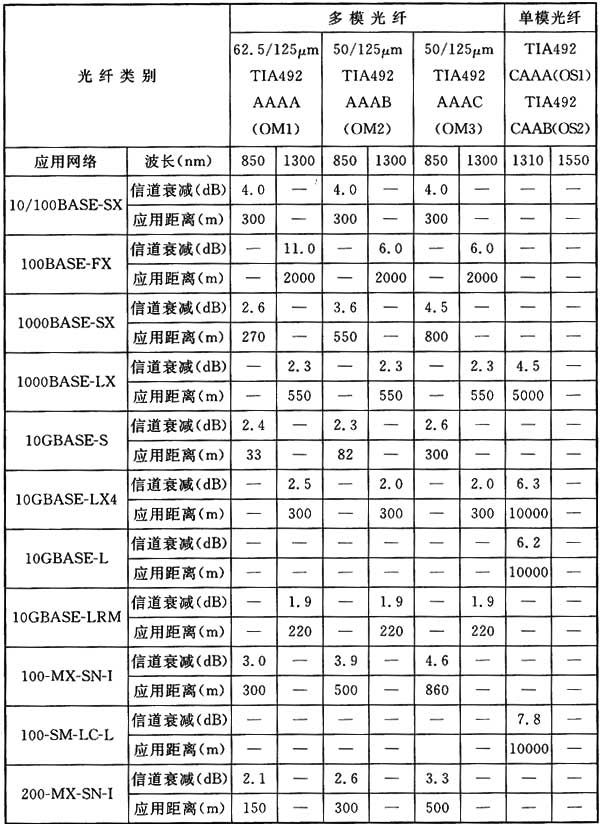 光纤类别 多模光纤 单模光纤
62.5/125μm TIA492 AAAA (OM1) 50/125μm TIA492 AAAB (OM2) 50/125μm TIA492 AAAC (OM3) TIA492 CAAA(OS1) TIA492 CAAB(OS2)
应用网络 波长(nm) 850 1300 850 1300 850 1300 1310 1550
10/100BASE-SX 信道衰减(dB) 4.0 — 4.0 — 4.0 — — —
应用距离(m) 300 — 300 — 300 — — —
100BASE-FX 信道衰减(dB) — 11.0 — 6.0 — 6.0 — —
应用距离(m) — 2000 — 2000 — 2000 — —
1000BASE-SX 信道衰减(dB) 2.6 — 3.6 — 4.5 — — —
应用距离(m) 270 — 550 — 800 — — —
1000BASE-LX 信道衰减(dB) — 2.3 — 2.3 — 2.3 4.5 —
应用距离(m) — 550 — 550 — 550 5000 —
10GBASE-S 信道衰减(dB) 2.4 — 2.3 — 2.6 — — —
应用距离(m) 33 — 82 — 300 — — —
10GBASE-LX4 信道衰减(dB) — 2.5 — 2.0 — 2.0 6.3 —
应用距离(m) — 300 — 300 — 300 10000 —
10GBASE-L 信道衰减(dB) — — — — — — 6.2 —
应用距离(m) — — — — — — 10000 —
10GBASE-LRM 信道衰减(dB) — 1.9 — 1.9 — 1.9 — —
应用距离(m) — 220 — 220 — 220 — —
100-MX-SN-I 信道衰减(dB) 3.0 — 3.9 — 4.6 — — —
应用距离(m) 300 — 500 — 860 — — —
100-SM-LC-L 信道衰减(dB) — — — — — — 7.8 —
应用距离(m) — — — — — — 10000 —
200-MX-SN-I 信道衰减(dB) 2.1 — 2.6 — 3.3 — — —
应用距离(m) 150 — 300 — 500 — — —